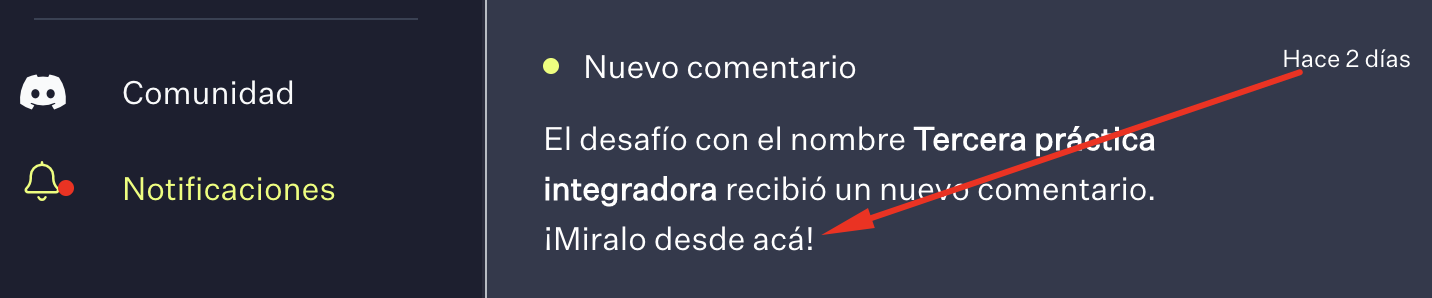 Comunidad
Notificaciones
Nuevo comentario
Hace 2 días
El desafío con el nombre Tercera práctica
integradora recibió un nuevo comentario.
¡Miralo desde acá!